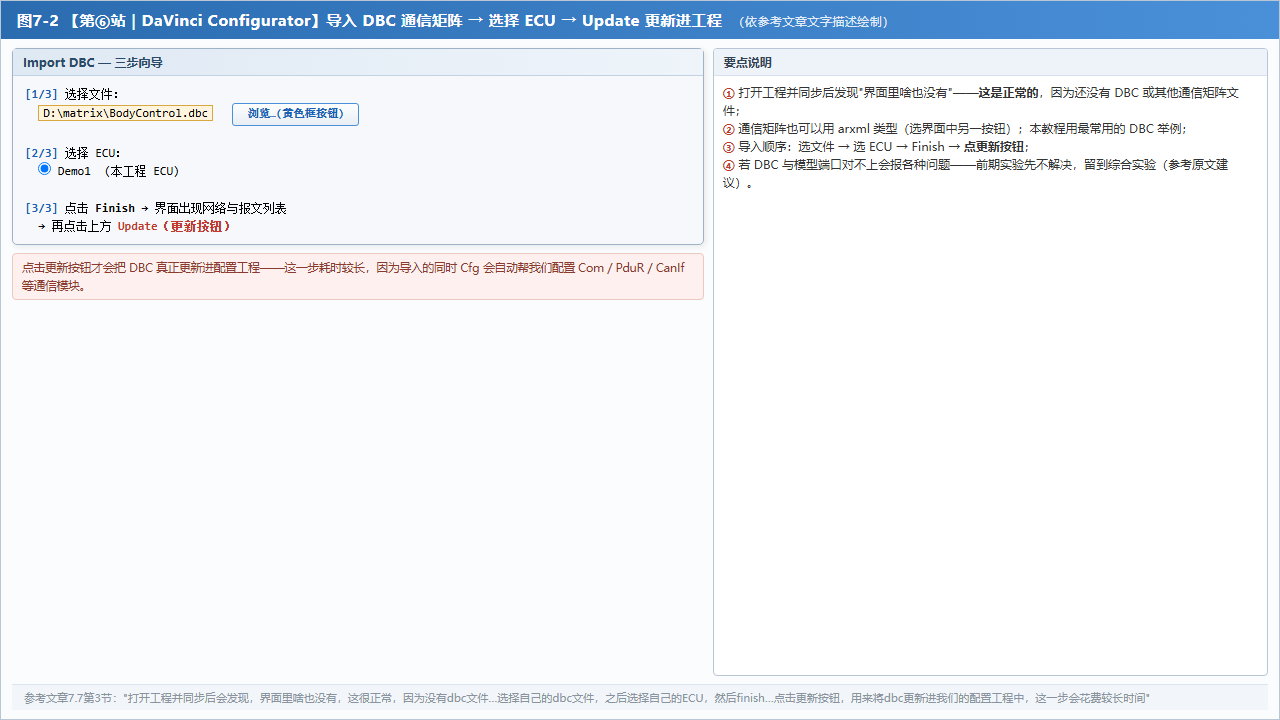 图7-2 【第⑥站 | DaVinci Configurator】导入 DBC 通信矩阵 → 选择 ECU → Update 更新进工程 (依参考文章文字描述绘制)
Import DBC — 三步向导
[1/3] 选择文件:
D:\matrix\BodyControl.dbc 浏览…(黄色框按钮)
[2/3] 选择 ECU:
Demo1 (本工程 ECU)
[3/3] 点击 Finish → 界面出现网络与报文列表
→ 再点击上方 Update(更新按钮)
点击更新按钮才会把 DBC 真正更新进配置工程——这一步耗时较长，因为导入的同时 Cfg 会自动帮我们配置 Com / PduR / CanIf
等通信模块。
要点说明
① 打开工程并同步后发现"界面里啥也没有"——这是正常的，因为还没有 DBC 或其他通信矩阵文
件；
② 通信矩阵也可以用 arxml 类型（选界面中另一按钮）；本教程用最常用的 DBC 举例；
③ 导入顺序：选文件 → 选 ECU → Finish → 点更新按钮；
④ 若 DBC 与模型端口对不上会报各种问题——前期实验先不解决，留到综合实验（参考原文建
议）。
参考文章7.7第3节："打开工程并同步后会发现，界面里啥也没有，这很正常，因为没有dbc文件…选择自己的dbc文件，之后选择自己的ECU，然后finish…点击更新按钮，用来将dbc更新进我们的配置工程中，这一步会花费较长时间"